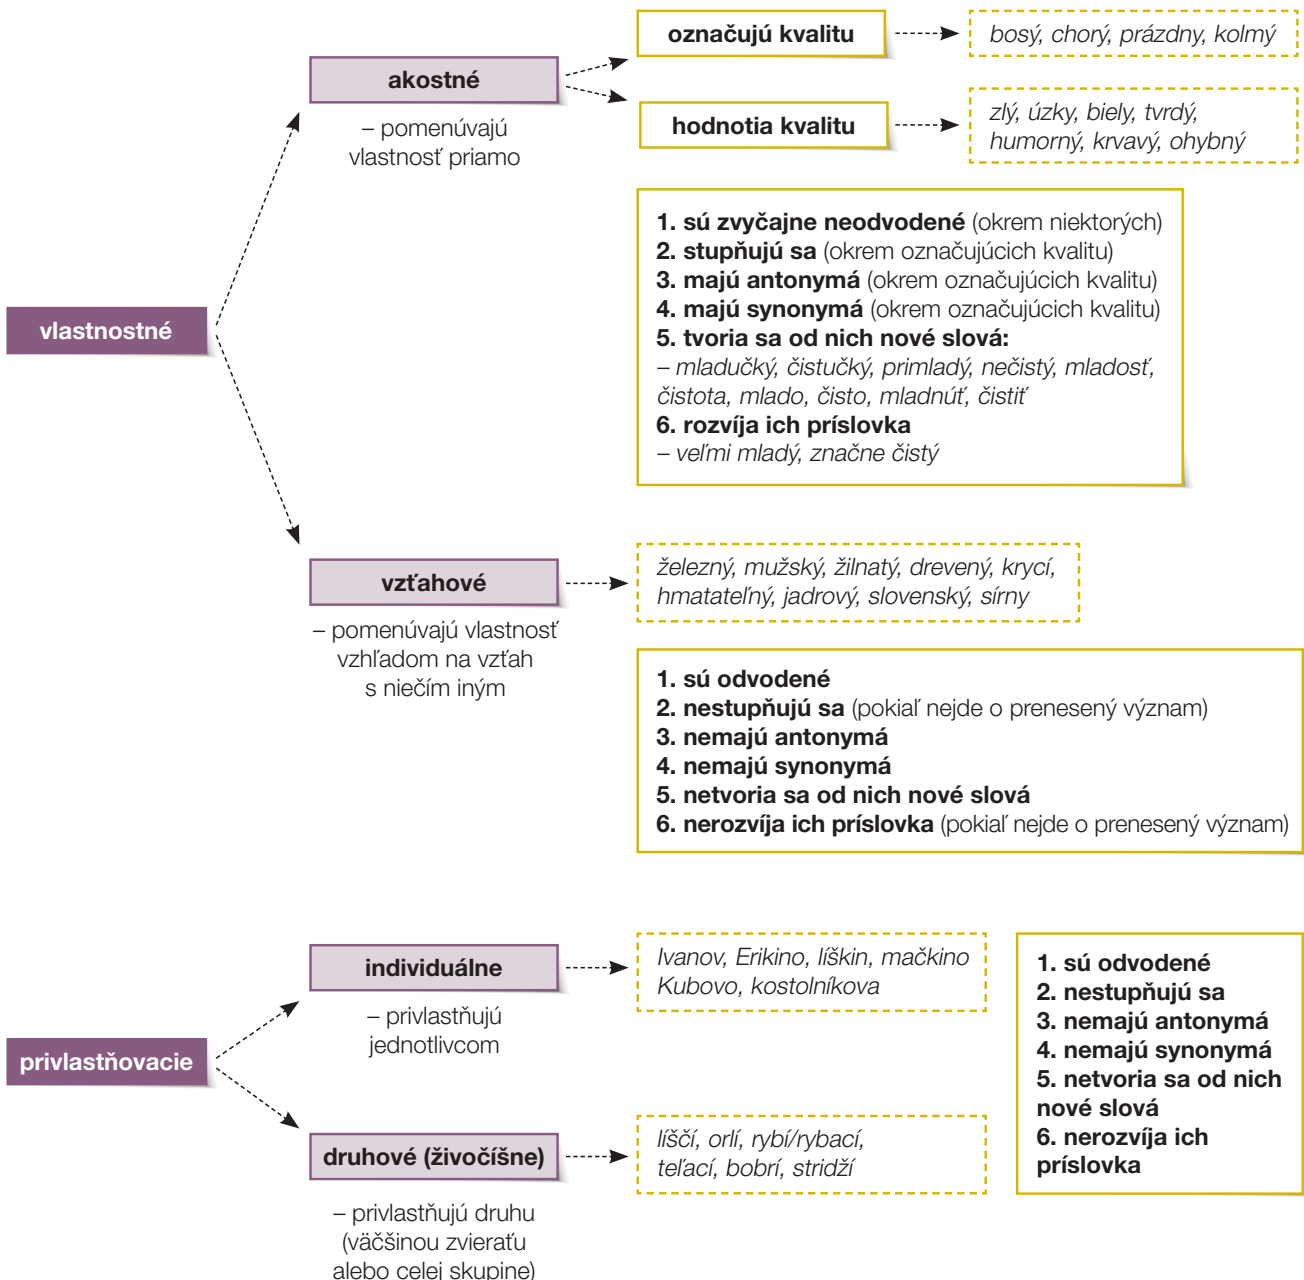 vlastnostné
akostné
– pomenúvajú
vlastnosť priamo
označujú kvalitu
bosý, chorý, prázdny, kolmý
hodnotia kvalitu
zlý, úzky, biely, tvrdý,
humorný, krvavý, ohybný
1. sú zvyčajne neodvodené (okrem niektorých)
2. stupňujú sa (okrem označujúcich kvalitu)
3. majú antonymá (okrem označujúcich kvalitu)
4. majú synonymá (okrem označujúcich kvalitu)
5. tvoria sa od nich nové slová:
– mladučký, čistučký, primladý, nečistý, mladosť,
čistota, mlado, čisto, mladnúť, čistiť
6. rozvíja ich príslovka
– veľmi mladý, značne čistý
vzťahové
– pomenúvajú vlastnosť
vzhľadom na vzťah
s niečím iným
železný, mužský, žilnatý, drevený, krycí,
hmatateľný, jadrový, slovenský, sírny
1. sú odvodené
2. nestupňujú sa (pokiaľ nejde o prenesený význam)
3. nemajú antonymá
4. nemajú synonymá
5. netvoria sa od nich nové slová
6. nerozvíja ich príslovka (pokiaľ nejde o prenesený význam)
privlastňovacie
individuálne
– privlastňujú
jednotlivcom
Ivanov, Erikino, líškin, mačkino
Kubovo, kostolníkova
druhové (živočíšne)
– privlastňujú druhu
(väčšinou zvieraťu
alebo celej skupine)
líščí, orlí, rybí/rybací,
teľací, bobrí, stridží
1. sú odvodené
2. nestupňujú sa
3. nemajú antonymá
4. nemajú synonymá
5. netvoria sa od nich
nové slová
6. nerozvíja ich
príslovka